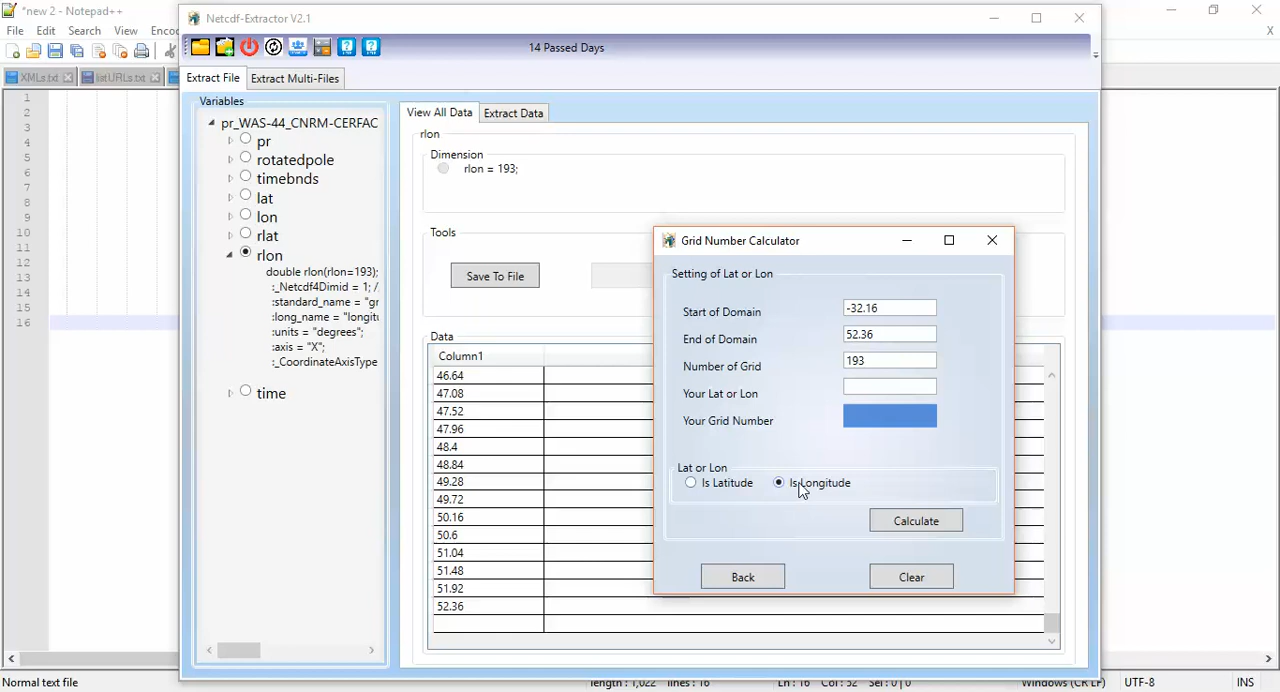 *new 2 - Notepad++
File Edit Search View Enco
XMLs.txt
listURLs.txt
1
2
3
4
5
6
7
8
9
10
11
12
13
14
15
16
Netcdf-Extractor V2.1
14 Passed Days
Extract File
Extract Multi-Files
Variables
pr_WAS-44_CNRM-CERFAC
pr
rotatedpole
timebnds
lat
lon
rlat
rlon
double rlon(rlon=193);
:_Netcdf4Dimid = 1; /
:standard_name = "gr
:long_name = "longitu
:units = "degrees";
:axis = "X";
:_CoordinateAxisType
time
View All Data
Extract Data
rlon
Dimension
rlon = 193;
Tools
Save To File
Data
Column1
46.64
47.08
47.52
47.96
48.4
48.84
49.28
49.72
50.16
50.6
51.04
51.48
51.92
52.36
Grid Number Calculator
Setting of Lat or Lon
Start of Domain -32.16
End of Domain 52.36
Number of Grid 193
Your Lat or Lon
Your Grid Number
Lat or Lon
Is Latitude Is Longitude
Calculate
Back Clear
X
Normal text file length : 1,022 lines : 16 Ln : 16 Col : 52 Sel : 0 | 0 Windows (CR LF) UTF-8 INS